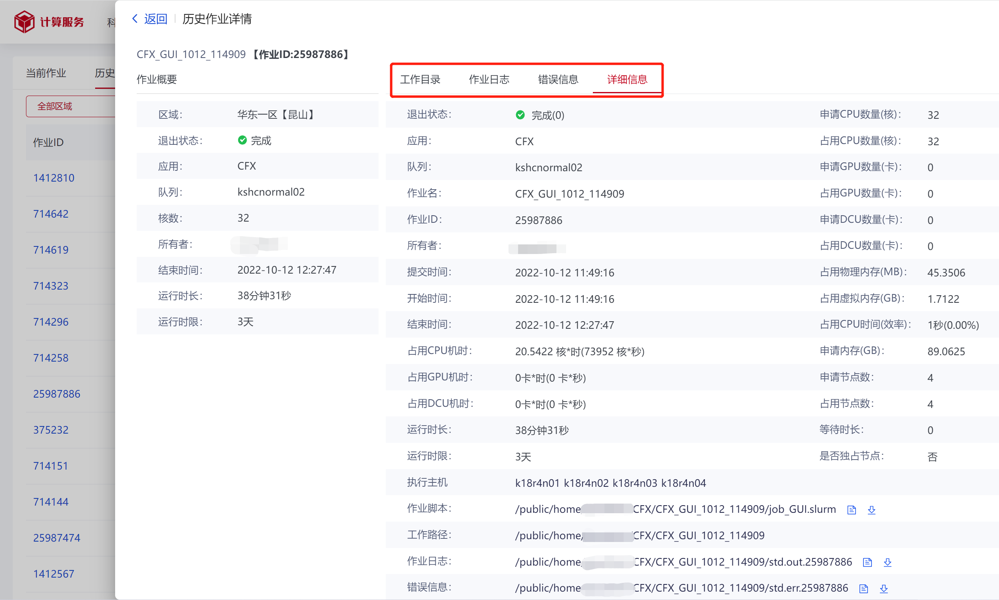 计算服务
科
返回
历史作业详情
当前作业
历史
全部区域
作业ID
1412810
714642
714619
714323
714296
714258
25987886
375232
714151
714144
25987474
1412567
CFX_GUI_1012_114909 【作业ID:25987886】
作业概要
区域: 华东一区【昆山】
退出状态: 完成
应用: CFX
队列: kshcnormal02
核数: 32
所有者:
结束时间: 2022-10-12 12:27:47
运行时长: 38分钟31秒
运行时限: 3天
工作目录 作业日志 错误信息 详细信息
退出状态: 完成(0) 申请CPU数量(核): 32
应用: CFX 占用CPU数量(核): 32
队列: kshcnormal02 申请GPU数量(卡): 0
作业名: CFX_GUI_1012_114909 占用GPU数量(卡): 0
作业ID: 25987886 申请DCU数量(卡): 0
所有者: 占用DCU数量(卡): 0
提交时间: 2022-10-12 11:49:16 占用物理内存(MB): 45.3506
开始时间: 2022-10-12 11:49:16 占用虚拟内存(GB): 1.7122
结束时间: 2022-10-12 12:27:47 占用CPU时间(效率): 1秒(0.00%)
占用CPU机时: 20.5422 核*时(73952 核*秒) 申请内存(GB): 89.0625
占用GPU机时: 0卡*时(0 卡*秒) 申请节点数: 4
占用DCU机时: 0卡*时(0 卡*秒) 占用节点数: 4
运行时长: 38分钟31秒 等待时长: 0
运行时限: 3天 是否独占节点: 否
执行主机 k18r4n01 k18r4n02 k18r4n03 k18r4n04
作业脚本: /public/home CFX/CFX_GUI_1012_114909/job_GUI.slurm
工作路径: /public/home/ CFX/CFX_GUI_1012_114909
作业日志: /public/home/ CFX/CFX_GUI_1012_114909/std.out.25987886
错误信息: /public/home CFX/CFX_GUI_1012_114909/std.err.25987886